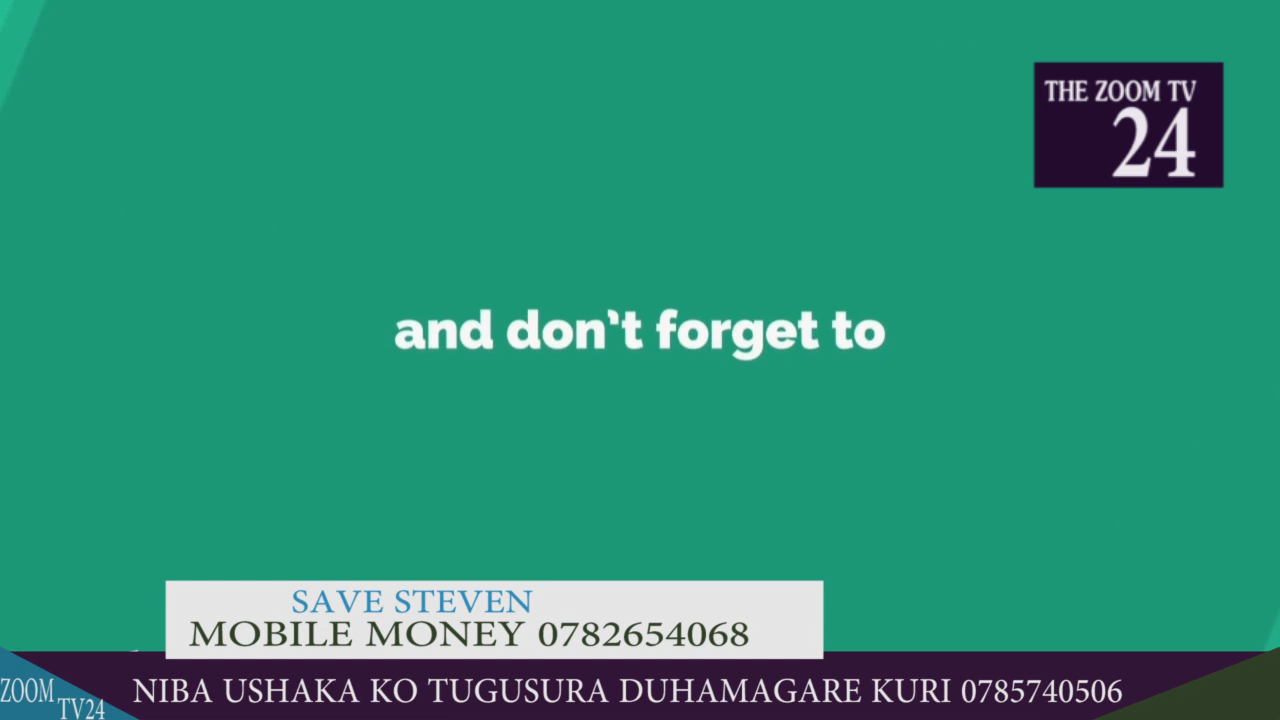 THE ZOOM TV
24
and don't forget to
SAVE STEVEN
MOBILE MONEY 0782654068
ZOOM
TV24
NIBA USHAKA KO TUGUSURA DUHAMAGARE KURI 0785740506